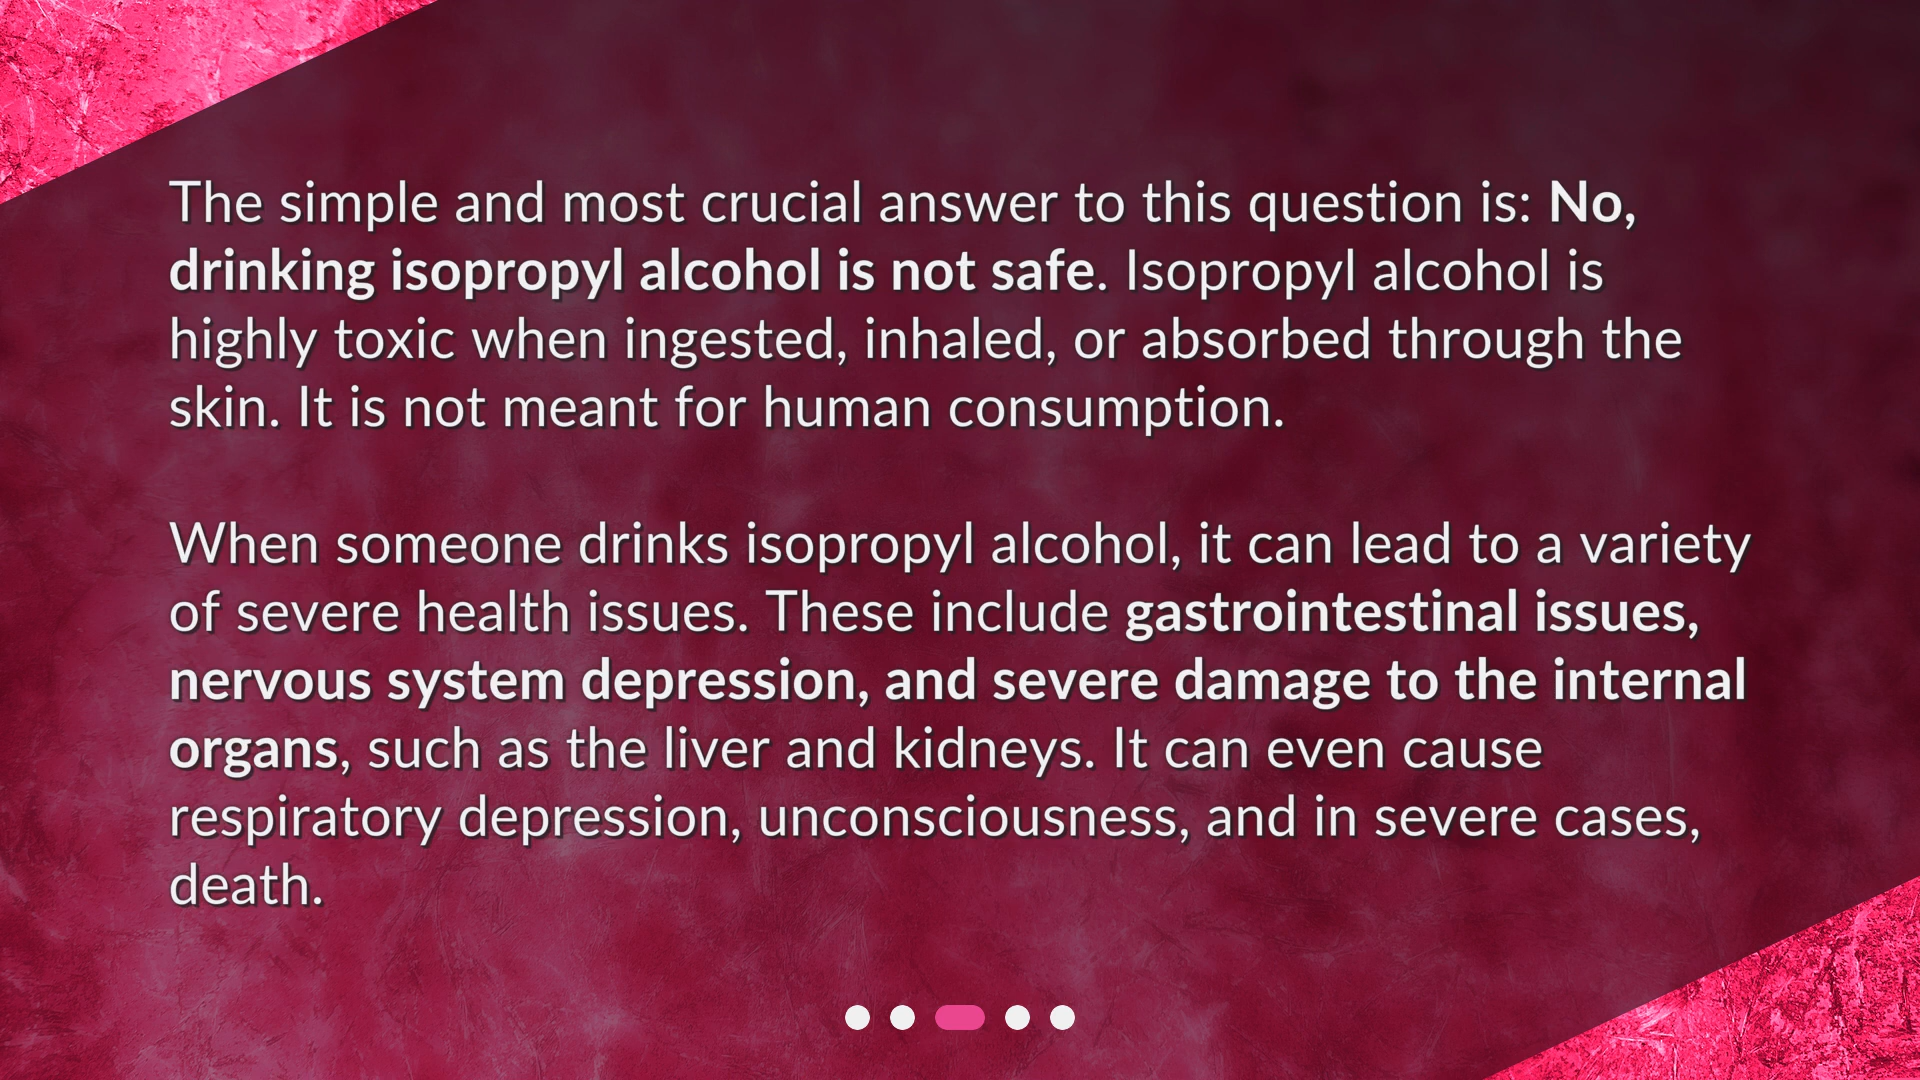 The simple and most crucial answer to this question is: No,
drinking isopropyl alcohol is not safe. Isopropyl alcohol is
highly toxic when ingested, inhaled, or absorbed through the
skin. It is not meant for human consumption.
When someone drinks isopropyl alcohol, it can lead to a variety
of severe health issues. These include gastrointestinal issues,
nervous system depression, and severe damage to the internal
organs, such as the liver and kidneys. It can even cause
respiratory depression, unconsciousness, and in severe cases,
death.